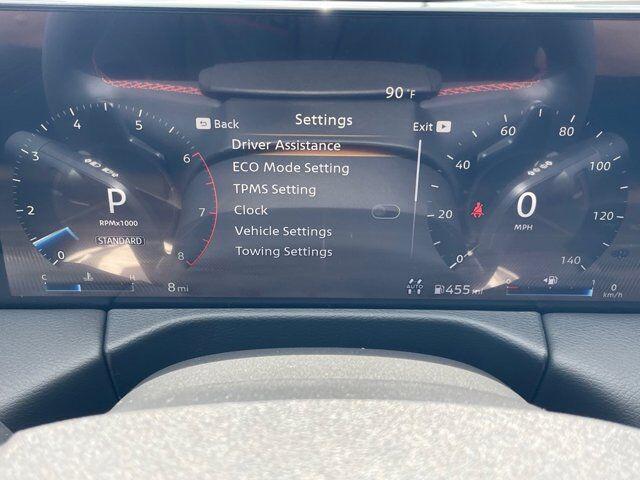 90°F
Back
Settings
Exit
Driver Assistance
ECO Mode Setting
TPMS Setting
Clock
Vehicle Settings
Towing Settings
0
2
3
4
5
6
7
8
P
RPMx1000
STANDARD
0
20
40
60
80
100
120
140
0
MPH
C
H
8 mi
AUTO
455 mi
0
km/h